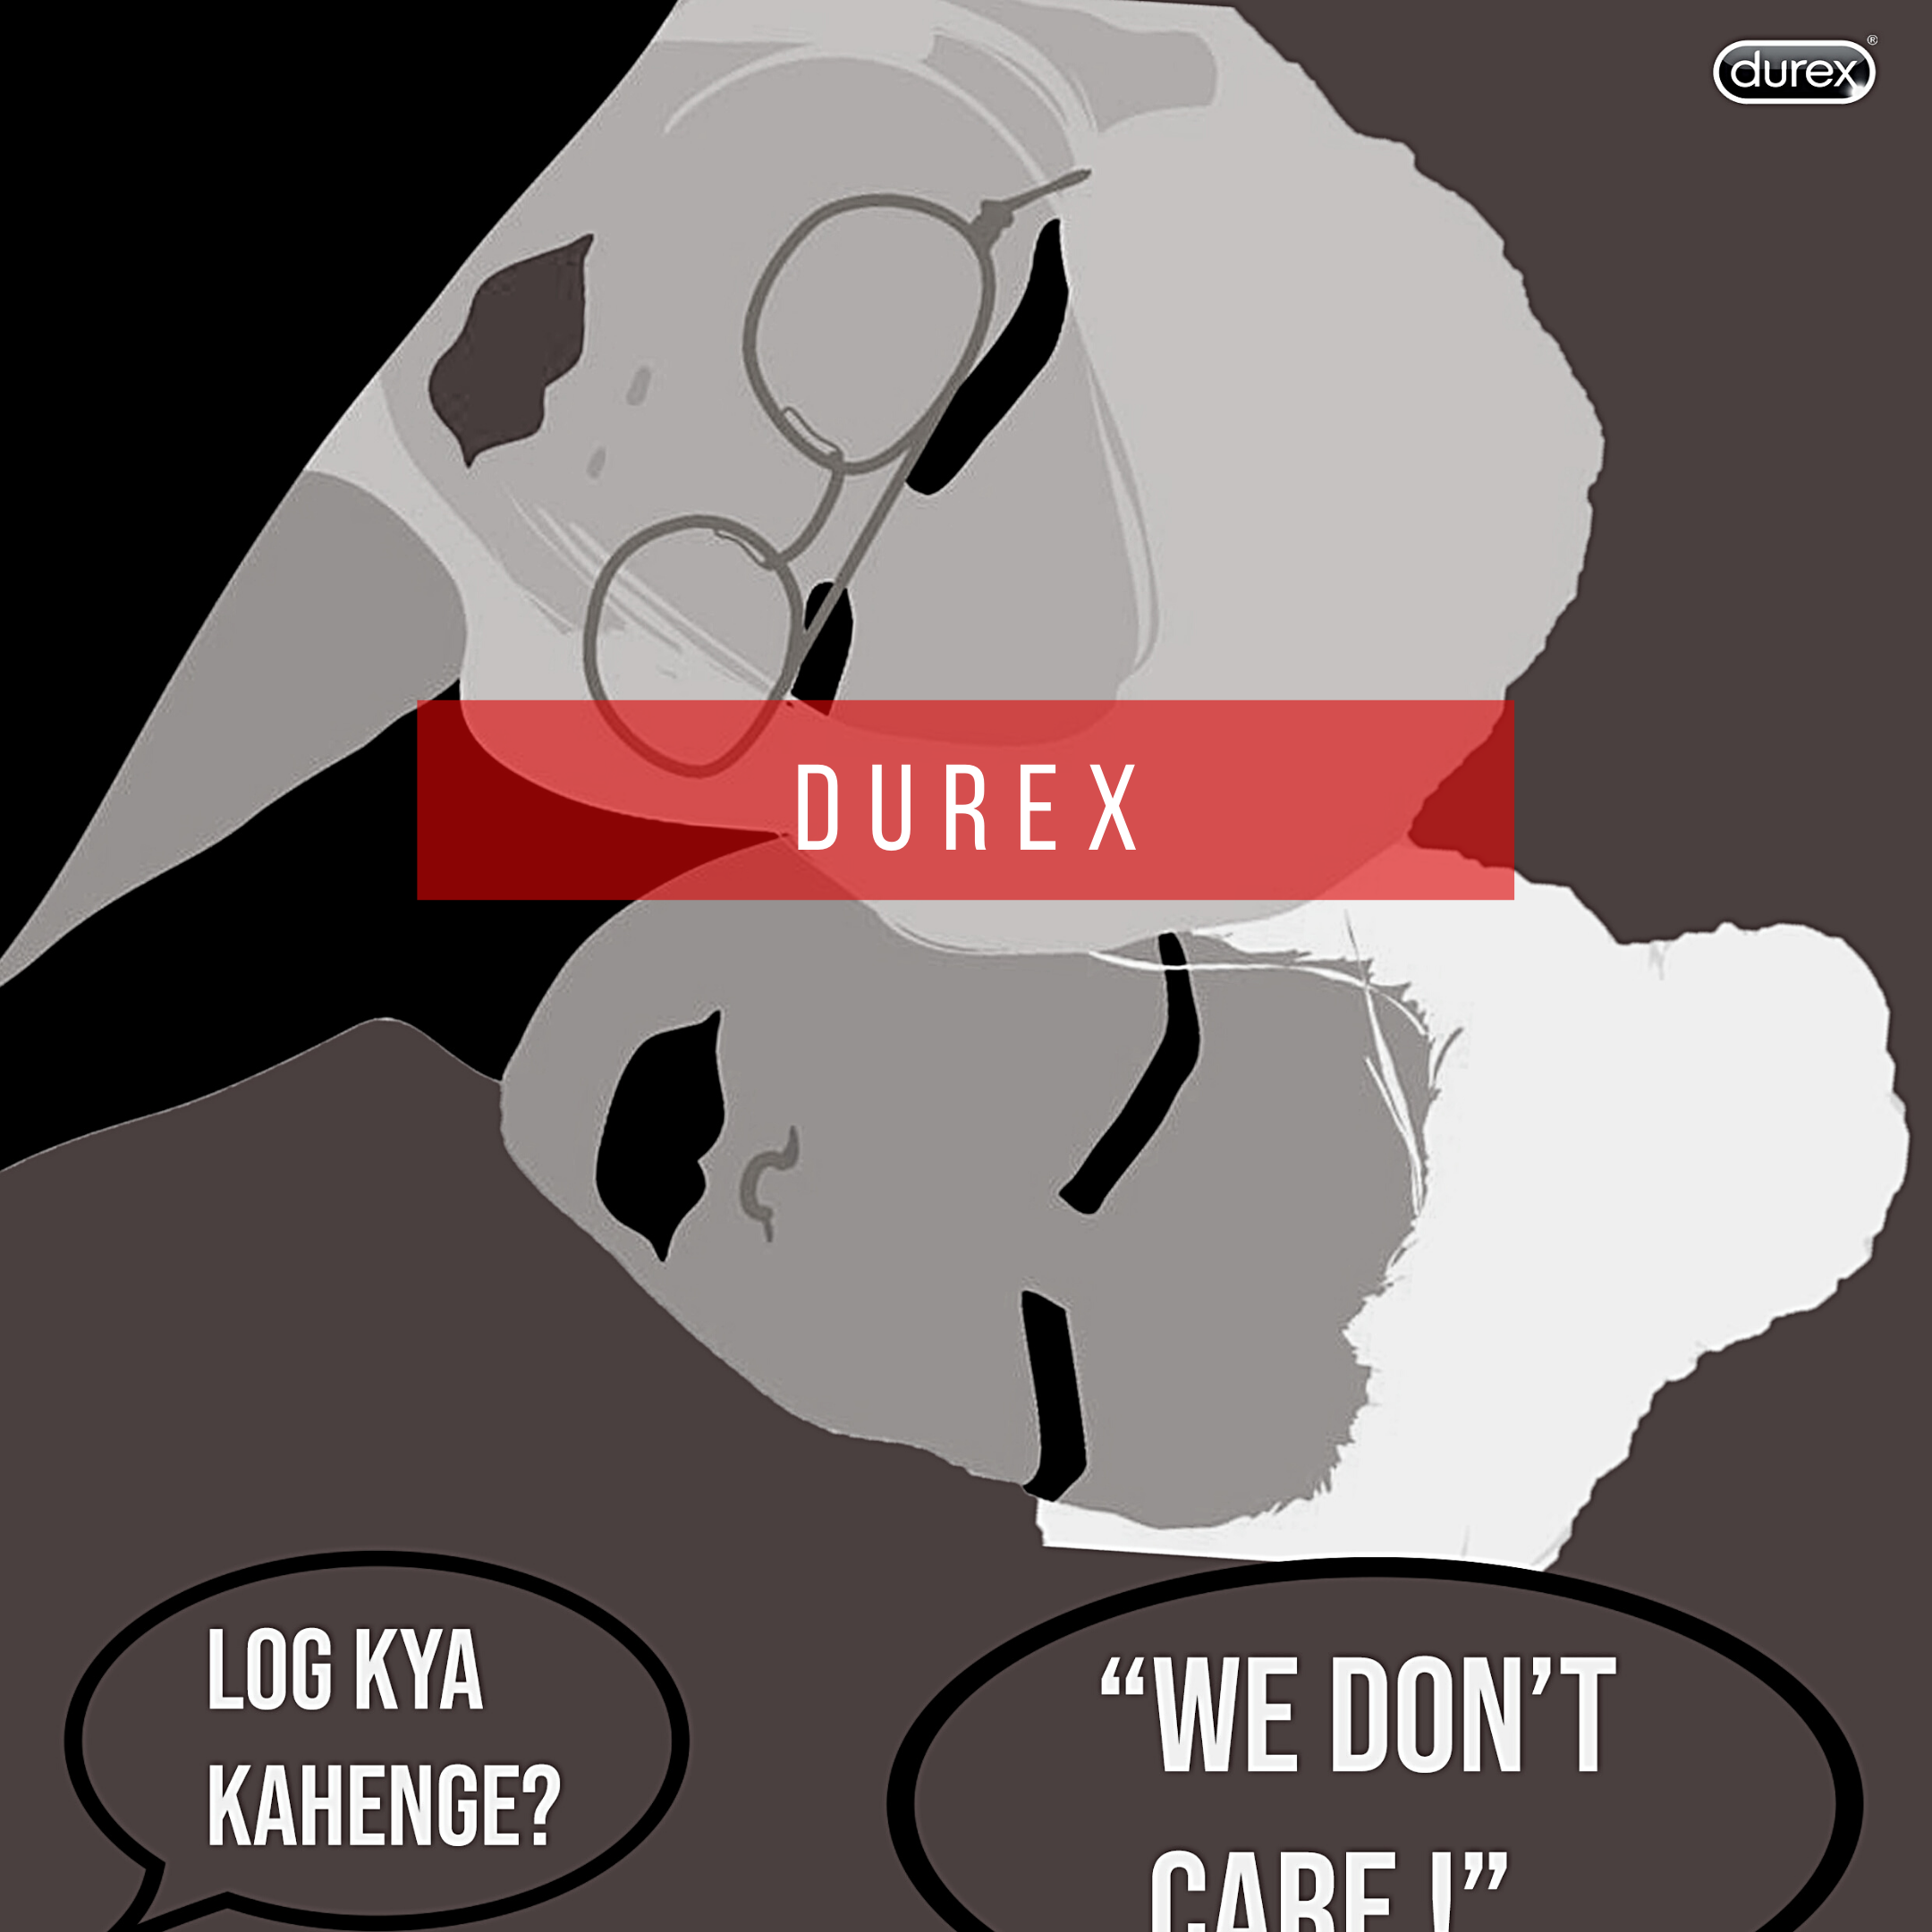 durex®
DUREX
LOG KYA
KAHENGE?
“WE DON’T
CARE !”